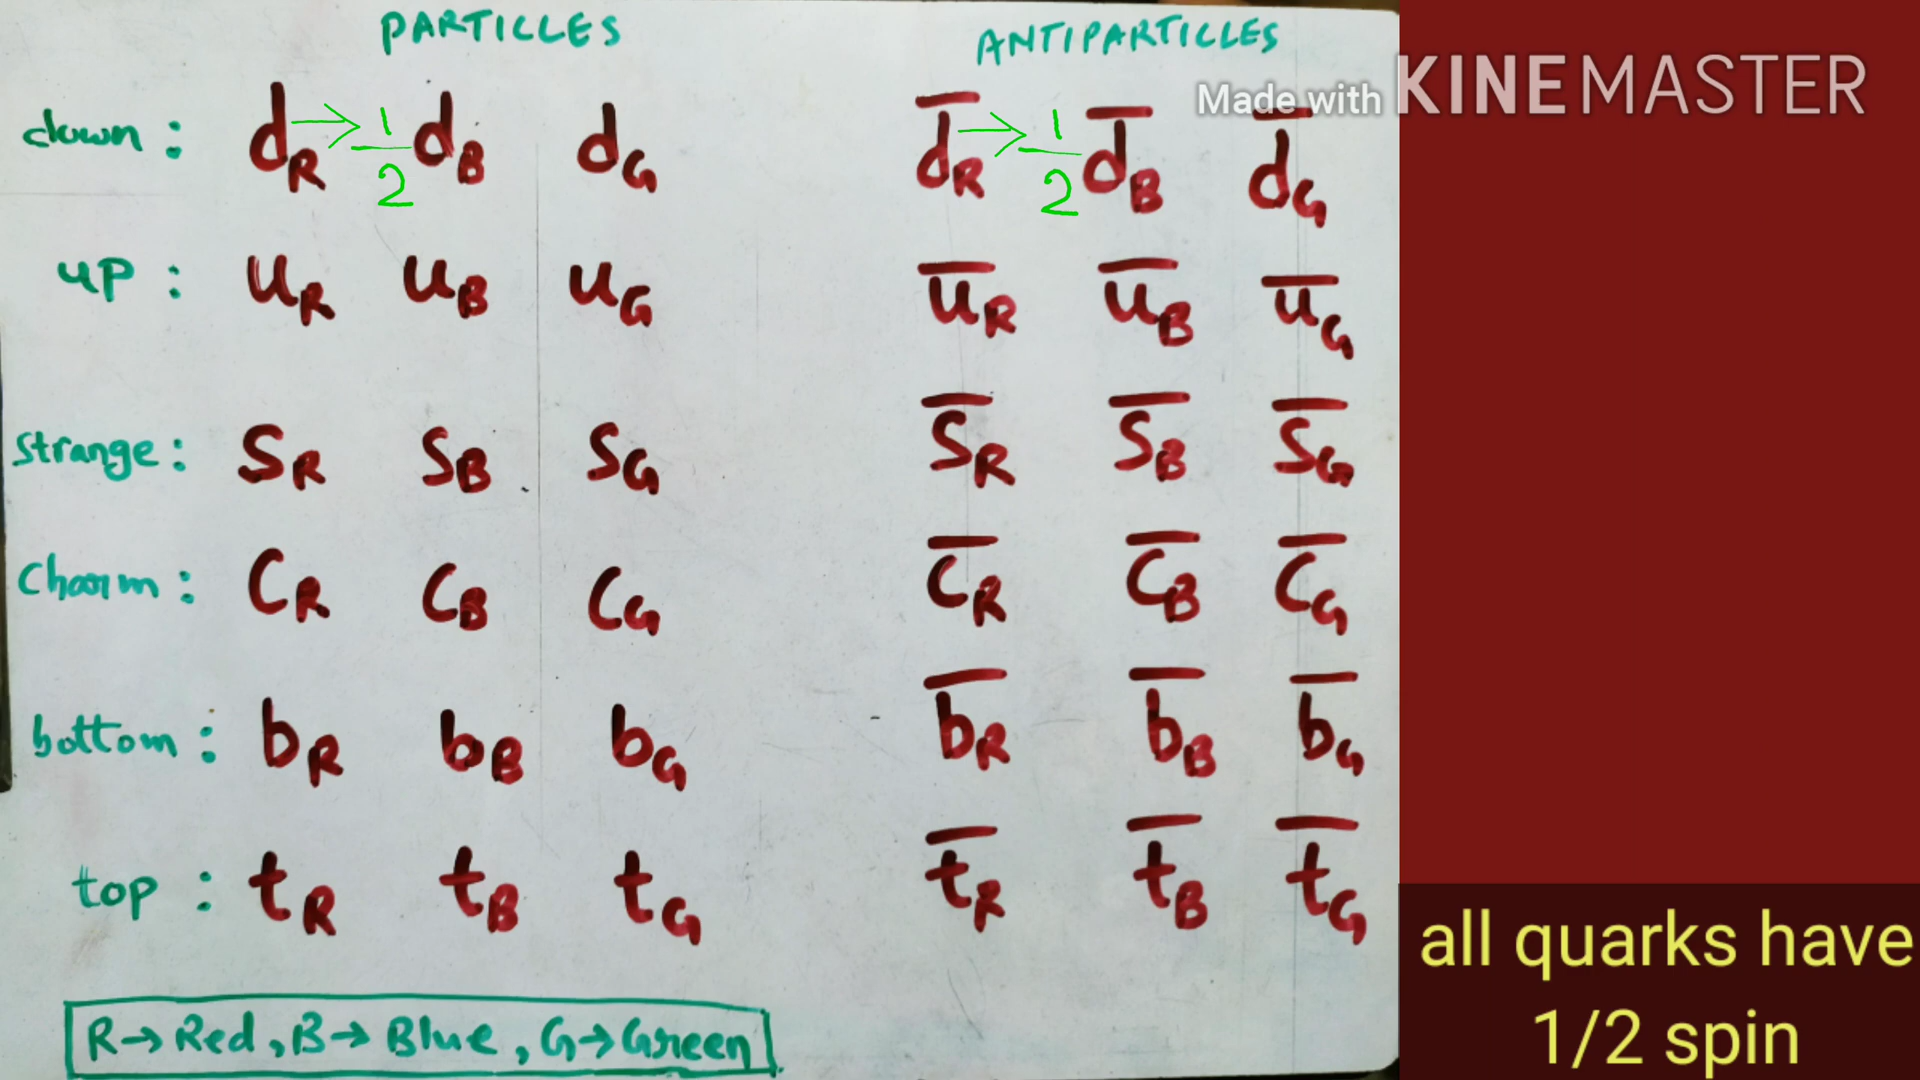 PARTICLES ANTIPARTICLES
Made with KINEMASTER
down : d_R → 1/2 d_B d_G d̅_R → 1/2 d̅_B d̅_G
up : u_R u_B u_G u̅_R u̅_B u̅_G
strange : s_R s_B s_G s̅_R s̅_B s̅_G
Charm : C_R C_B C_G C̅_R C̅_B C̅_G
bottom : b_R b_B b_G b̅_R b̅_B b̅_G
top : t_R t_B t_G t̅_R t̅_B t̅_G
R → Red, B → Blue, G → Green
all quarks have
1/2 spin